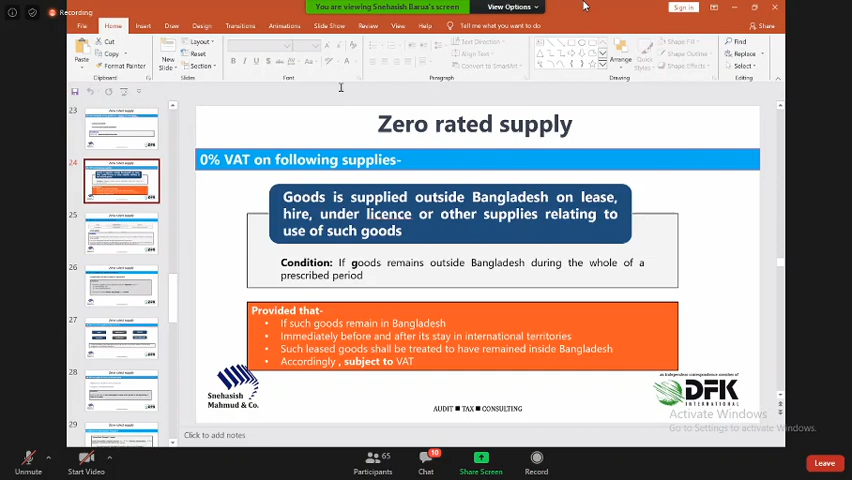 Recording
You are viewing Snehasish Barua's screen
View Options
Sign in
File Home Insert Draw Design Transitions Animations Slide Show Review View Help Tell me what you want to do Share
Paste
Cut
Copy
Format Painter
Clipboard
New Slide
Layout
Reset
Section
Slides
Font
Paragraph
Text Direction
Align Text
Convert to SmartArt
Arrange
Quick Styles
Shape Fill
Shape Outline
Shape Effects
Drawing
Find
Replace
Select
Editing
23
24
25
26
27
28
29
Zero rated supply
0% VAT on following supplies-
Goods is supplied outside Bangladesh on lease,
hire, under licence or other supplies relating to
use of such goods
Condition: If goods remains outside Bangladesh during the whole of a
prescribed period
Provided that-
• If such goods remain in Bangladesh
• Immediately before and after its stay in international territories
• Such leased goods shall be treated to have remained inside Bangladesh
• Accordingly , subject to VAT
Snehasish
Mahmud & Co.
AUDIT ■ TAX ■ CONSULTING
an independent correspondent member of
DFK
INTERNATIONAL
Activate Windows
Go to Settings to activate Windows.
Click to add notes
Unmute
Start Video
65
Participants
10
Chat
Share Screen
Record
Leave